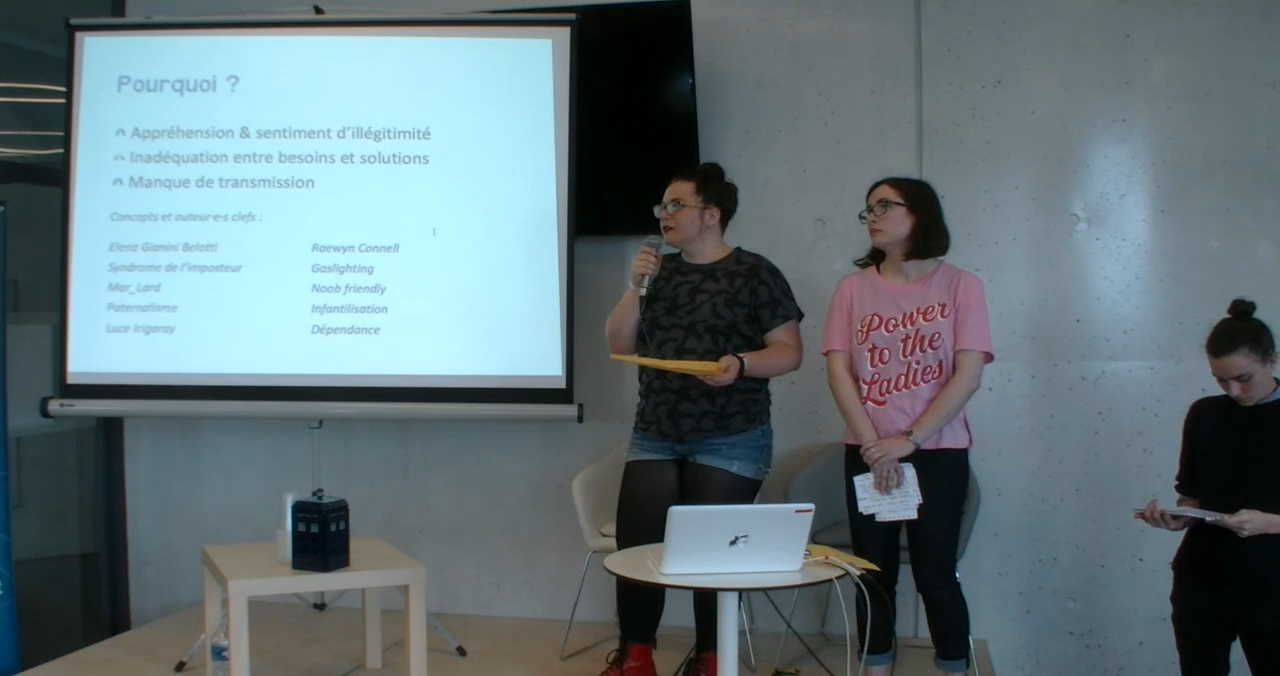 Pourquoi ?
Appréhension & sentiment d'illégitimité
Inadéquation entre besoins et solutions
Manque de transmission
Concepts et auteur·e·s clefs :
Elena Gianini Belotti
Syndrome de l'imposteur
Mar_Lard
Paternalisme
Luce Irigaray
Raewyn Connell
Gaslighting
Noob friendly
Infantilisation
Dépendance
Power
to the
Ladies